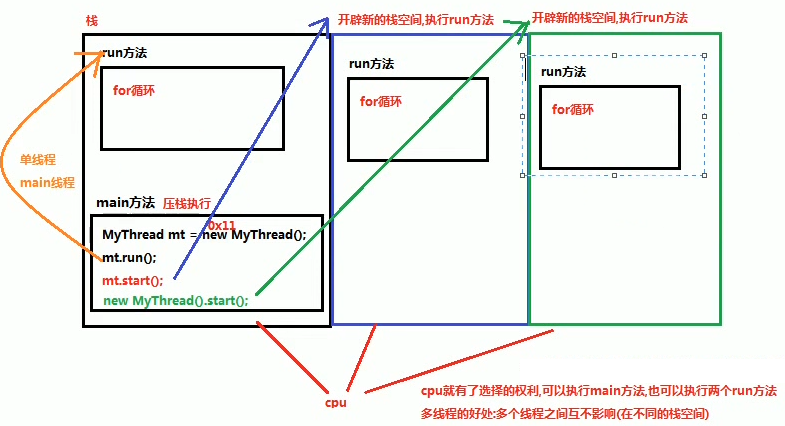 栈
开辟新的栈空间,执行run方法
开辟新的栈空间,执行run方法
run方法
for循环
run方法
for循环
run方法
for循环
单线程
main线程
main方法 压栈执行
0x11
MyThread mt = new MyThread();
mt.run();
mt.start();
new MyThread().start();
cpu
cpu就有了选择的权利,可以执行main方法,也可以执行两个run方法
多线程的好处:多个线程之间互不影响(在不同的栈空间)